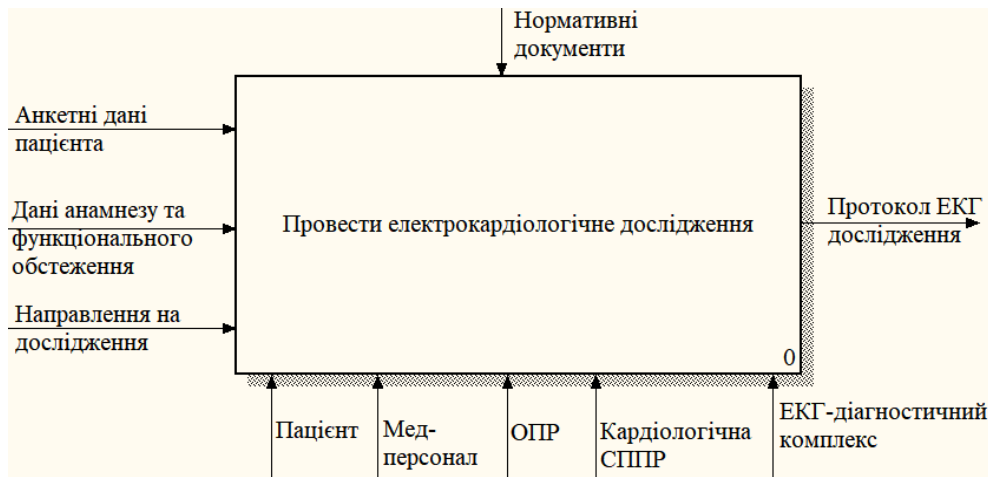 Нормативні
документи
Анкетні дані
пацієнта
Дані анамнезу та
функціонального
обстеження
Направлення на
дослідження
Провести електрокардіологічне дослідження
0
Протокол ЕКГ
дослідження
Пацієнт
Мед-
персонал
ОПР
Кардіологічна
СППР
ЕКГ-діагностичний
комплекс